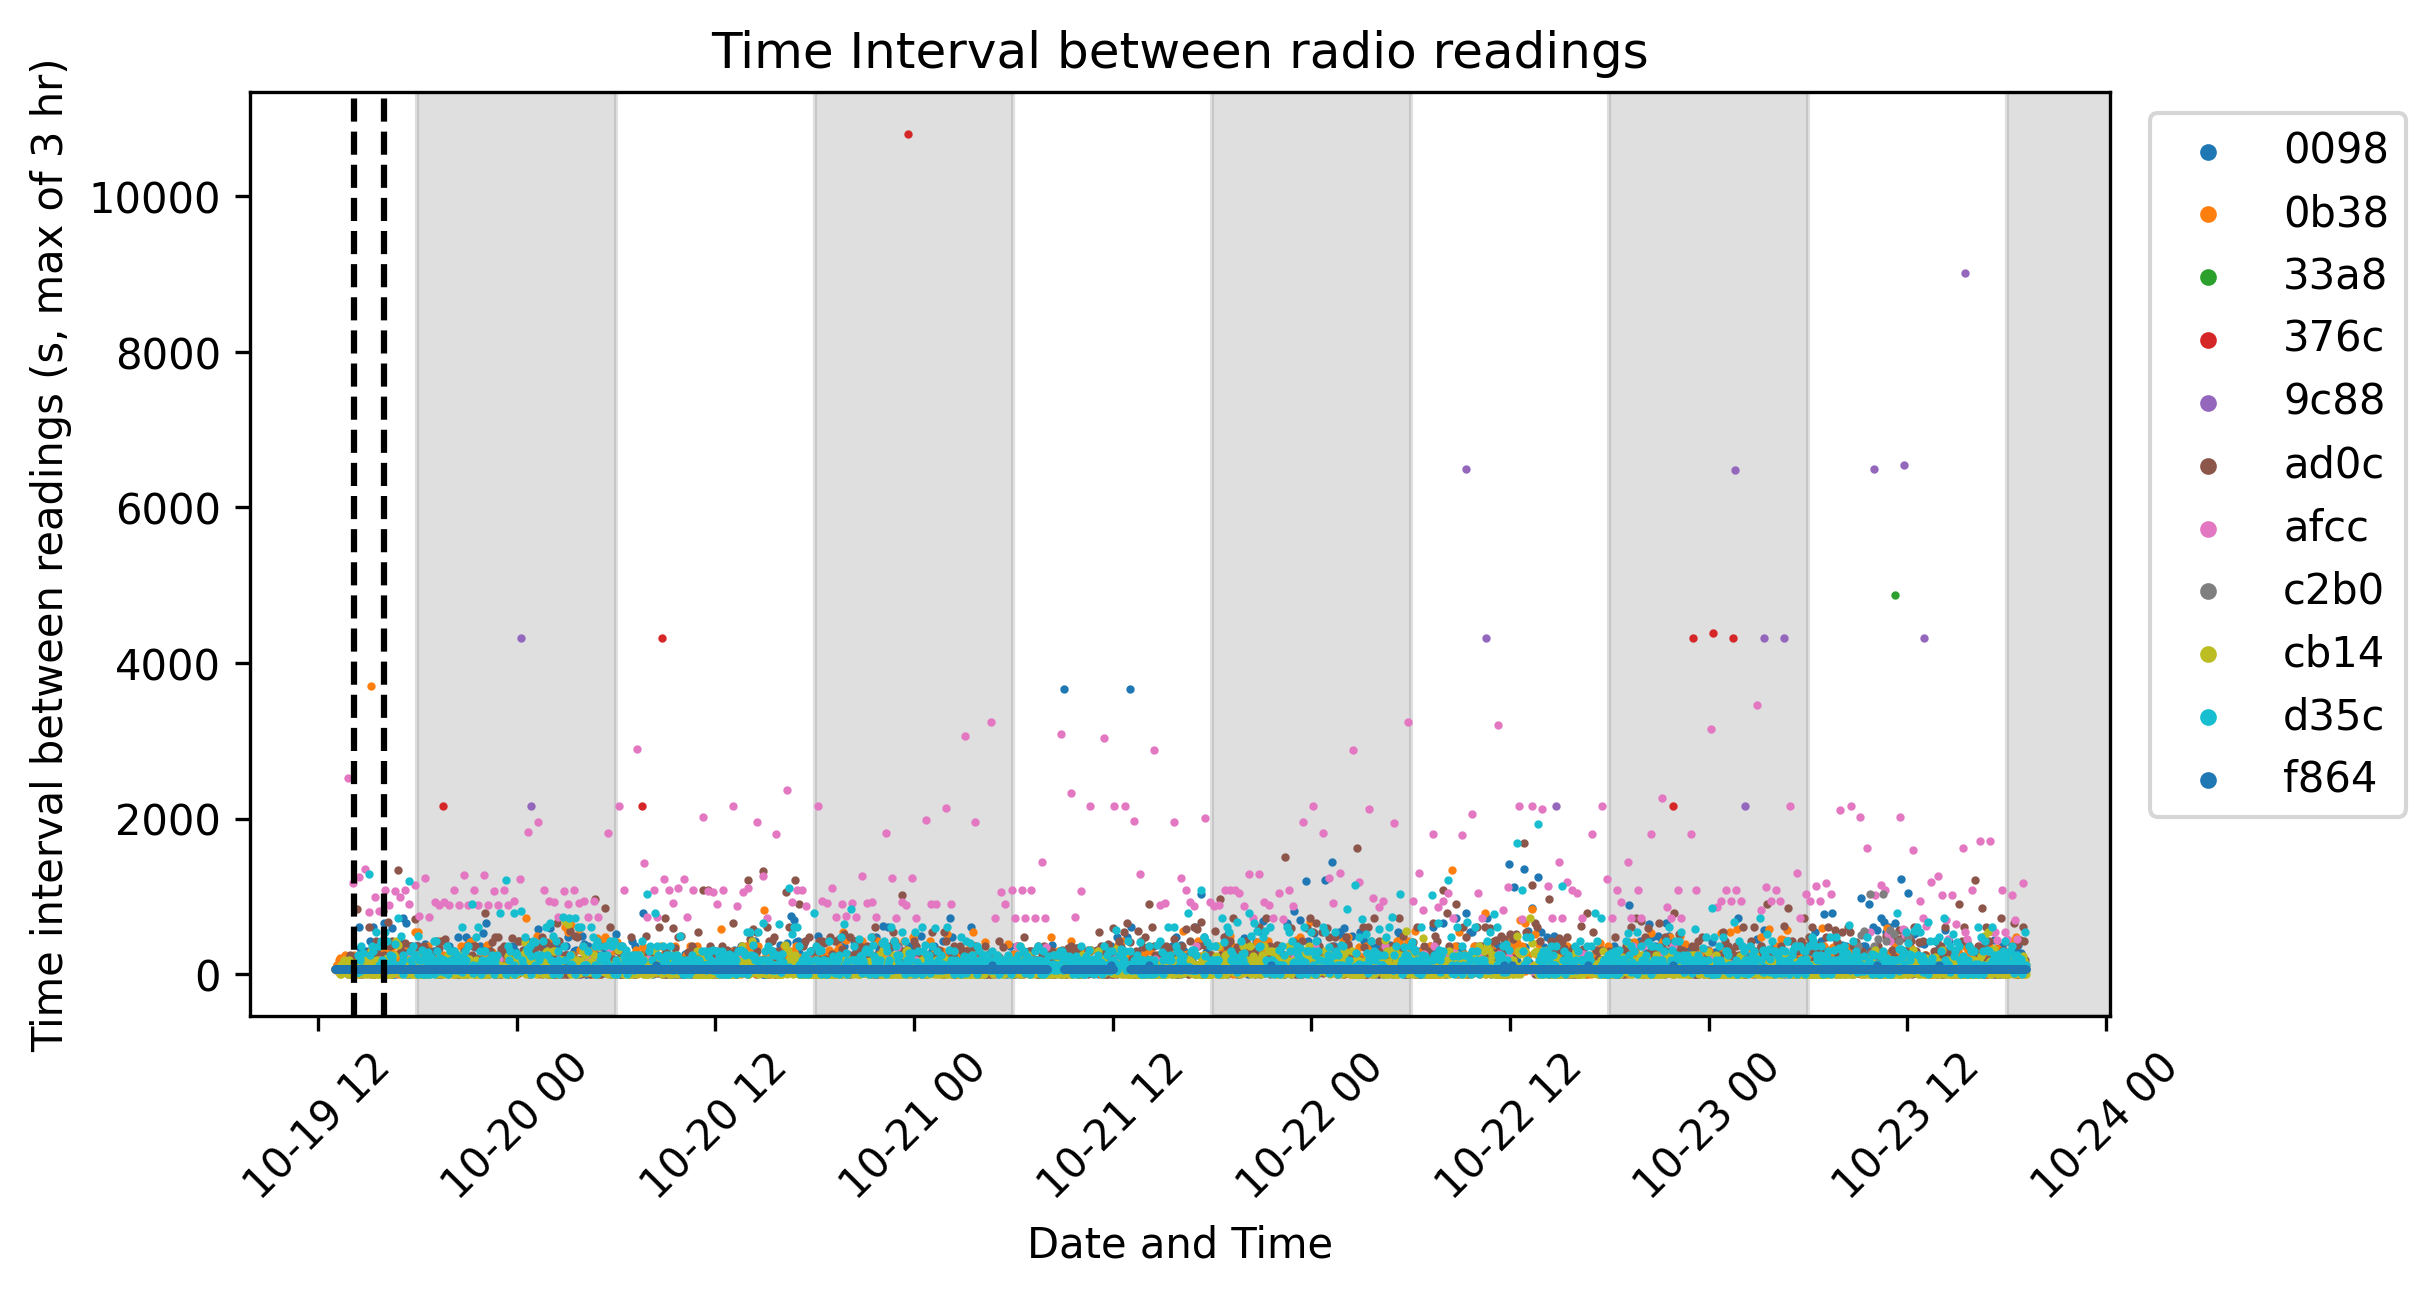 Time Interval between radio readings
Time interval between readings (s, max of 3 hr)
10000
8000
6000
4000
2000
0
10-19 12
10-20 00
10-20 12
10-21 00
10-21 12
10-22 00
10-22 12
10-23 00
10-23 12
10-24 00
Date and Time
0098
0b38
33a8
376c
9c88
ad0c
afcc
c2b0
cb14
d35c
f864